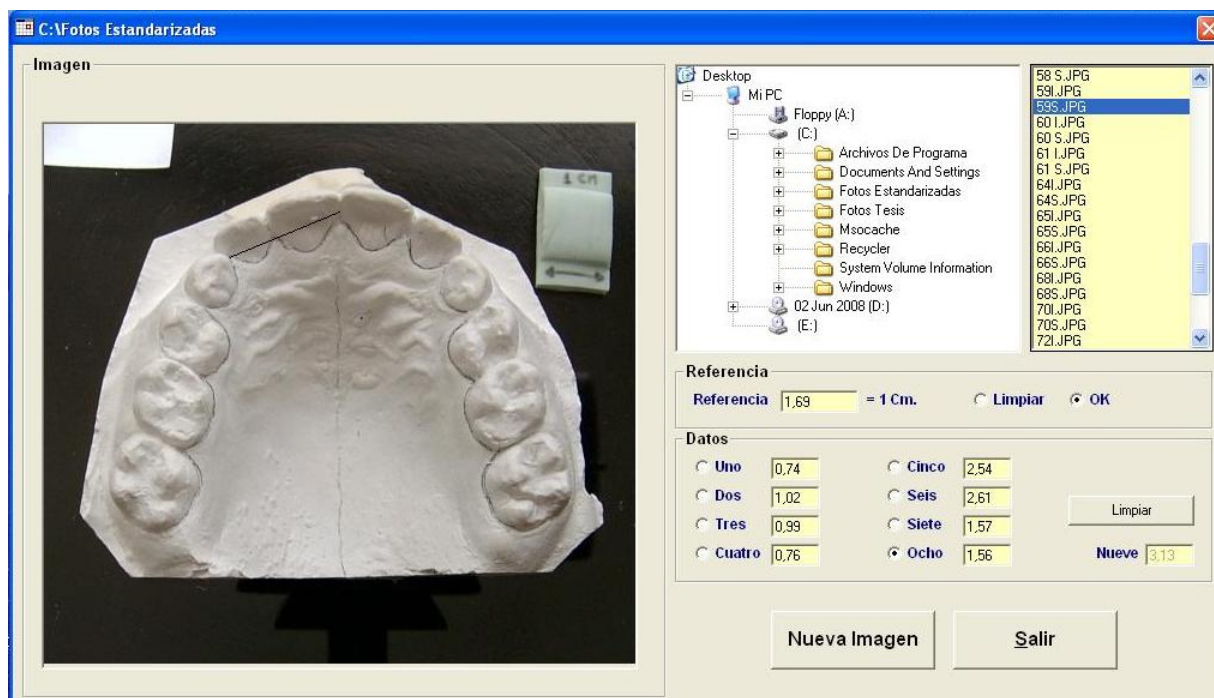 C:\Fotos Estandarizadas
Imagen
1 CM
Desktop
Mi PC
Floppy (A:)
(C:)
Archivos De Programa
Documents And Settings
Fotos Estandarizadas
Fotos Tesis
Msocache
Recycler
System Volume Information
Windows
02 Jun 2008 (D:)
(E:)
58 S.JPG
59I.JPG
59S.JPG
60 I.JPG
60 S.JPG
61 I.JPG
61 S.JPG
64I.JPG
64S.JPG
65I.JPG
65S.JPG
66I.JPG
66S.JPG
68I.JPG
68S.JPG
70I.JPG
70S.JPG
72I.JPG
Referencia
Referencia 1,69 = 1 Cm. Limpiar OK
Datos
Uno 0,74 Cinco 2,54
Dos 1,02 Seis 2,61
Limpiar
Tres 0,99 Siete 1,57
Cuatro 0,76 Ocho 1,56 Nueve 3,13
Nueva Imagen Salir